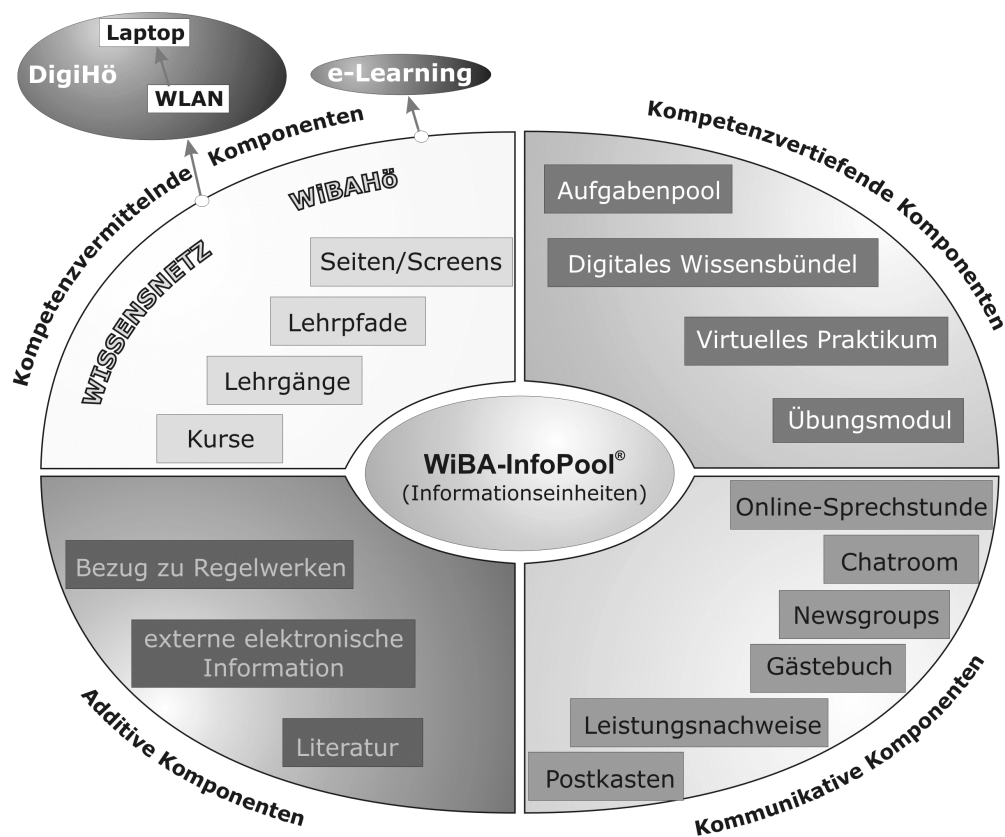 Laptop
DigiHö
WLAN
e-Learning
Kompetenzvermittelnde Komponenten
WiBAHö
WISSENSNETZ
Seiten/Screens
Lehrpfade
Lehrgänge
Kurse
Kompetenzvertiefende Komponenten
Aufgabenpool
Digitales Wissensbündel
Virtuelles Praktikum
Übungsmodul
WiBA-InfoPool®
(Informationseinheiten)
Bezug zu Regelwerken
externe elektronische
Information
Literatur
Additive Komponenten
Online-Sprechstunde
Chatroom
Newsgroups
Gästebuch
Leistungsnachweise
Postkasten
Kommunikative Komponenten